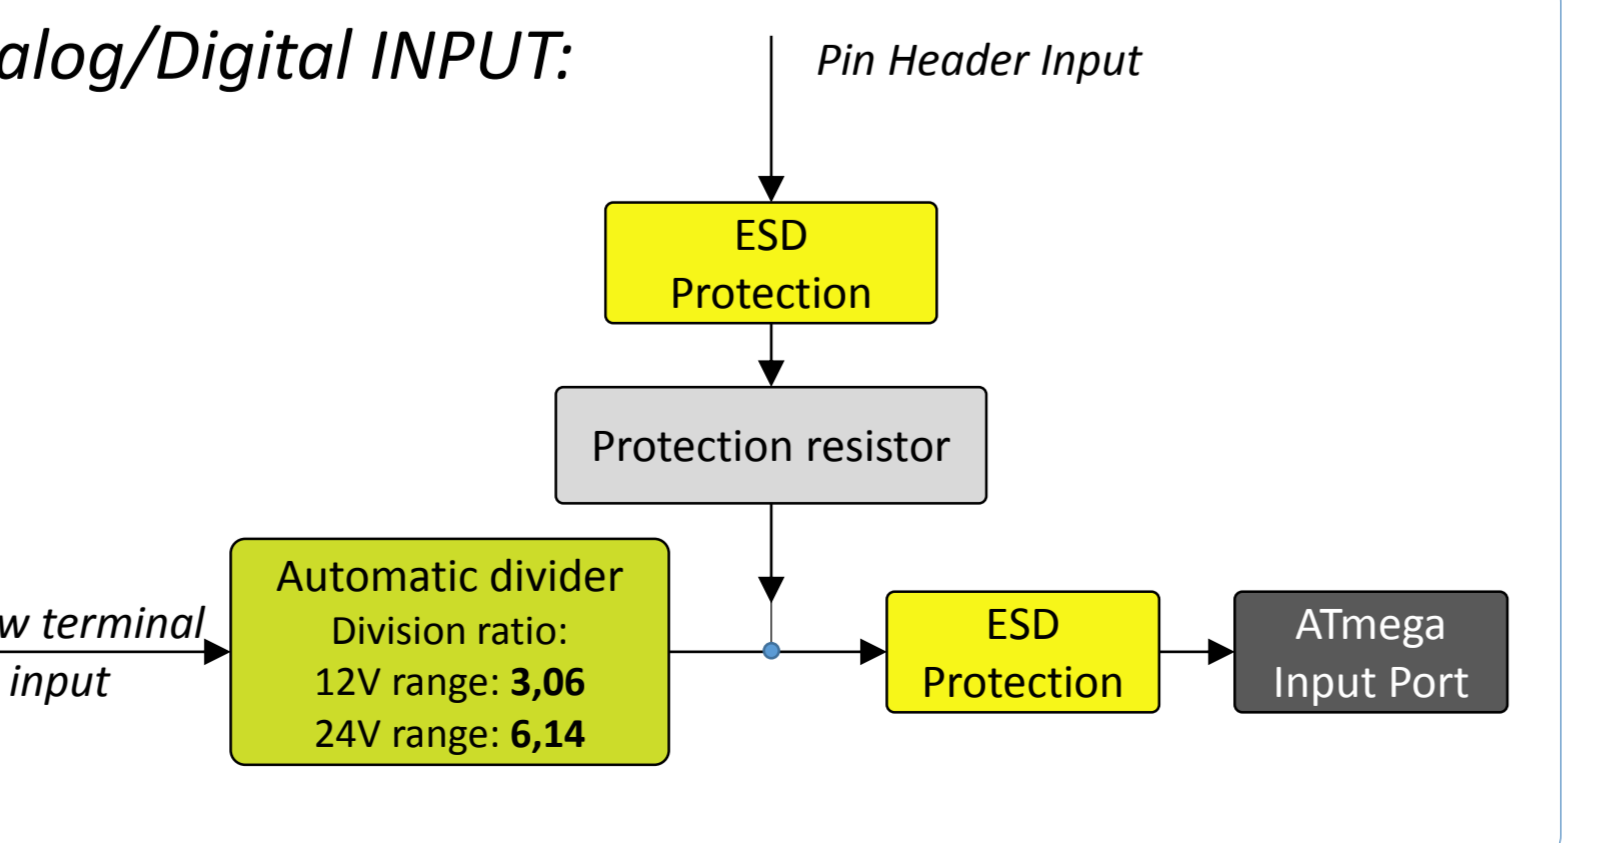 alog/Digital INPUT:
Pin Header Input
ESD
Protection
Protection resistor
Automatic divider
Division ratio:
12V range: 3,06
24V range: 6,14
w terminal
input
ESD
Protection
ATmega
Input Port